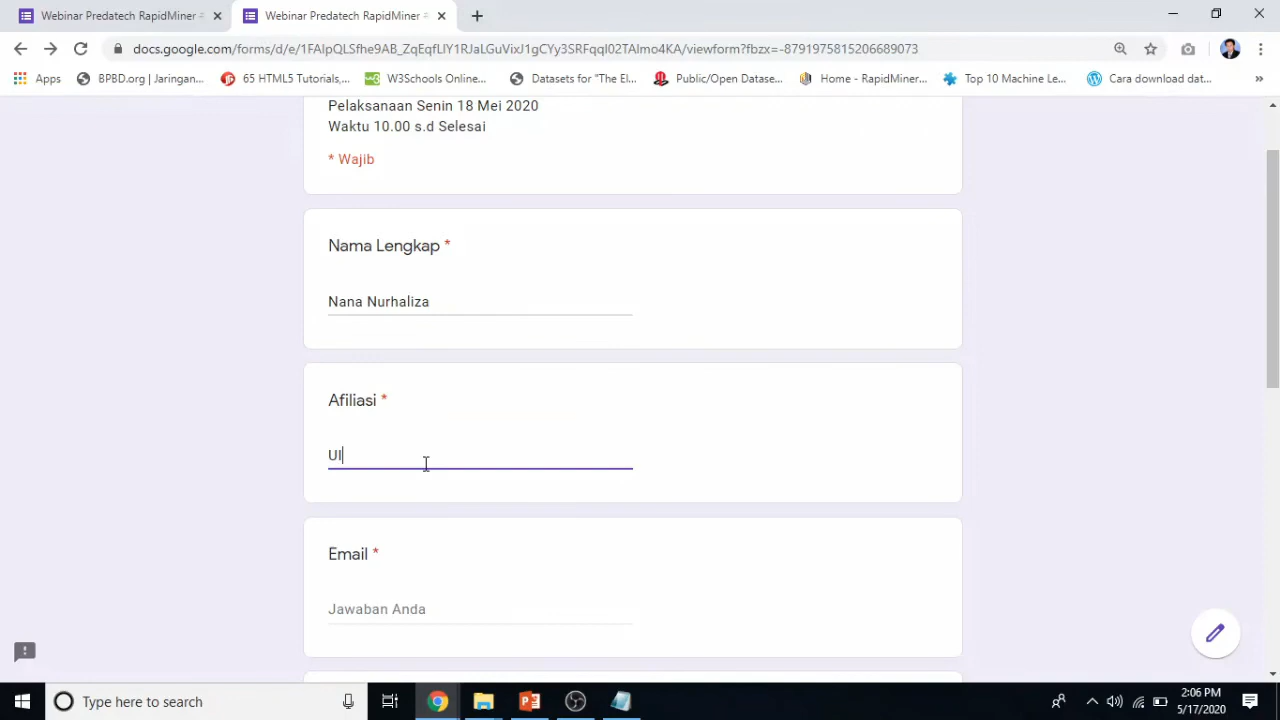 Webinar Predatech RapidMiner
Webinar Predatech RapidMiner
docs.google.com/forms/d/e/1FAIpQLSfhe9AB_ZqEqfLlY1RJaLGuVixJ1gCYy3SRFqqI02TAlmo4KA/viewform?fbzx=-8791975815206689073
Apps
BPBD.org | Jaringan...
65 HTML5 Tutorials,...
W3Schools Online...
Datasets for "The El...
Public/Open Datase...
Home - RapidMiner...
Top 10 Machine Le...
Cara download dat...
»
Pelaksanaan Senin 18 Mei 2020
Waktu 10.00 s.d Selesai
* Wajib
Nama Lengkap *
Nana Nurhaliza
Afiliasi *
UI
Email *
Jawaban Anda
Type here to search
2:06 PM
5/17/2020